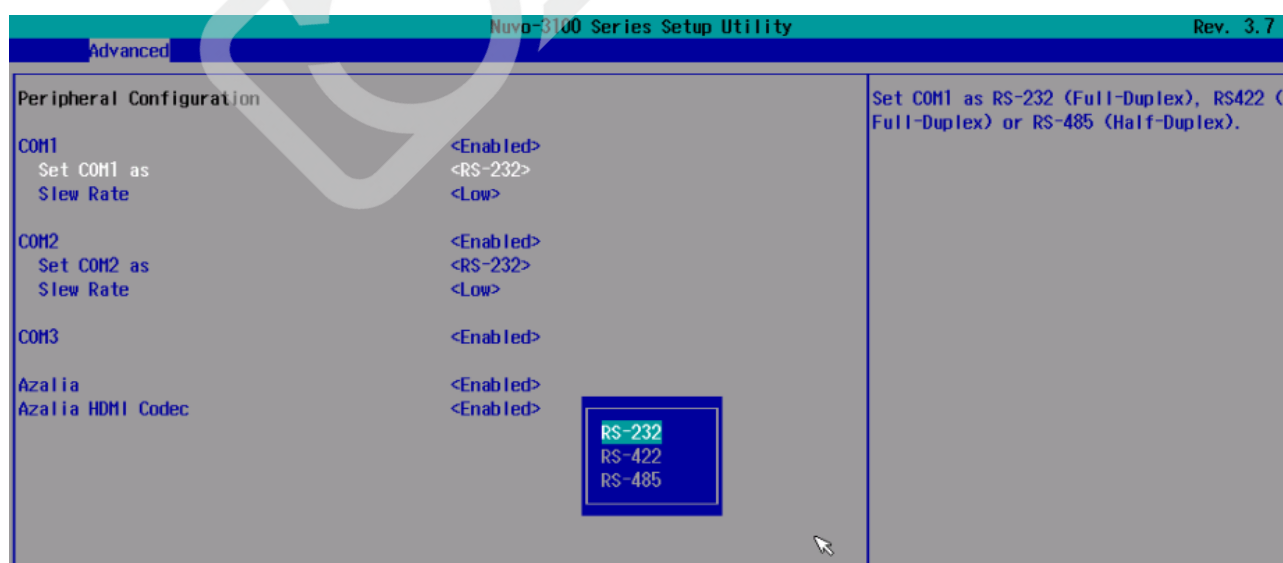 Nuvo-3100 Series Setup Utility Rev. 3.7
Advanced
Peripheral Configuration
Set COM1 as RS-232 (Full-Duplex), RS422 (
Full-Duplex) or RS-485 (Half-Duplex).
COM1 <Enabled>
Set COM1 as <RS-232>
Slew Rate <Low>
COM2 <Enabled>
Set COM2 as <RS-232>
Slew Rate <Low>
COM3 <Enabled>
Azalia <Enabled>
Azalia HDMI Codec <Enabled>
RS-232
RS-422
RS-485